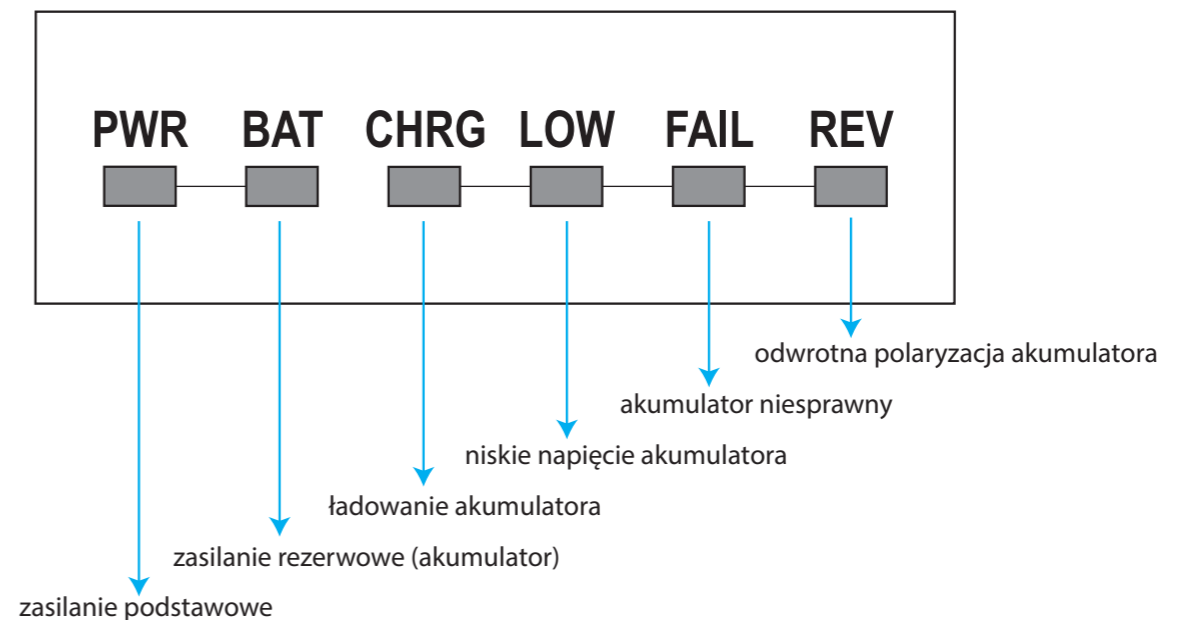 PWR BAT CHRG LOW FAIL REV
odwrotna polaryzacja akumulatora
akumulator niesprawny
niskie napięcie akumulatora
ładowanie akumulatora
zasilanie rezerwowe (akumulator)
zasilanie podstawowe